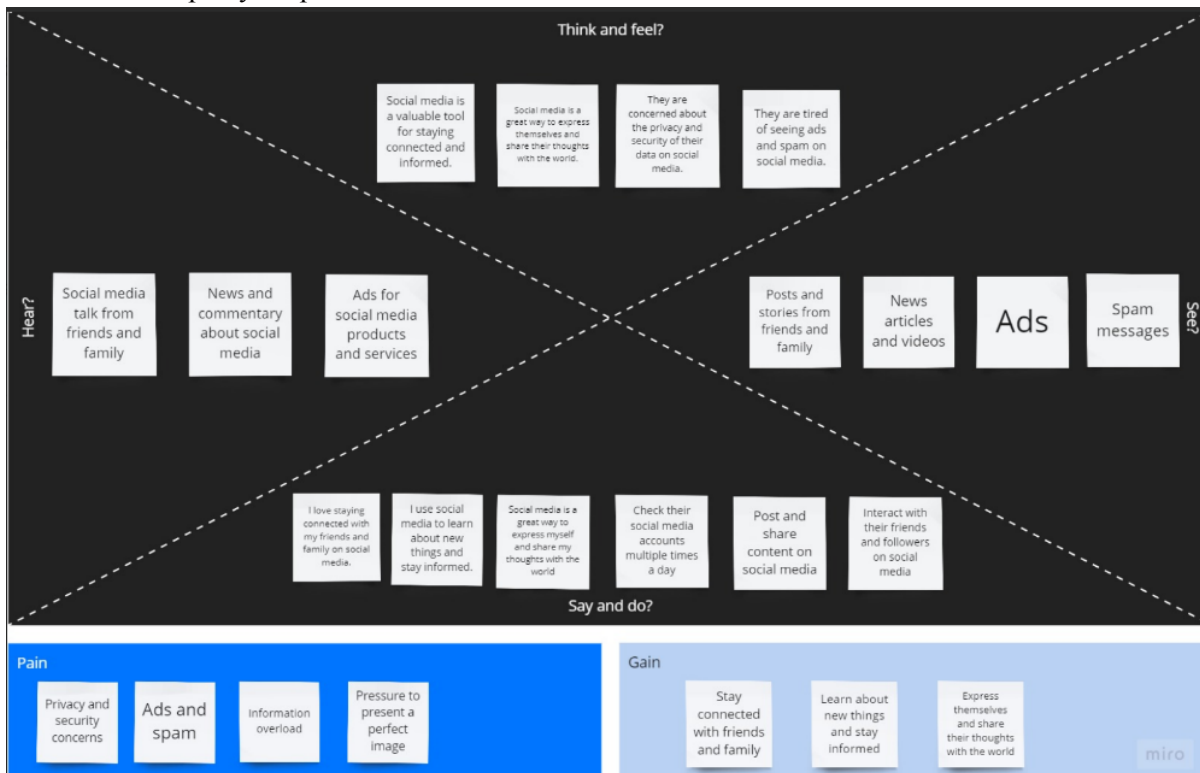 Think and feel?
Social media is
a valuable tool
for staying
connected and
informed.
Social media is a
great way to express
themselves and
share their thoughts
with the world.
They are
concerned about
the privacy and
security of their
data on social
media.
They are tired
of seeing ads
and spam on
social media.
Hear?
Social media
talk from
friends and
family
News and
commentary
about social
media
Ads for
social media
products
and services
Posts and
stories from
friends and
family
News
articles
and videos
Ads
Spam
messages
See?
I love staying
connected with
my friends and
family on social
media.
I use social
media to learn
about new
things and
stay informed.
Social media is a
great way to
express myself
and share my
thoughts with the
world
Check their
social media
accounts
multiple times
a day
Post and
share
content on
social media
Interact with
their friends
and followers
on social
media
Say and do?
Pain
Privacy and
security
concerns
Ads and
spam
Information
overload
Pressure to
present a
perfect
image
Gain
Stay
connected
with friends
and family
Learn about
new things
and stay
informed
Express
themselves
and share
their thoughts
with the world
miro